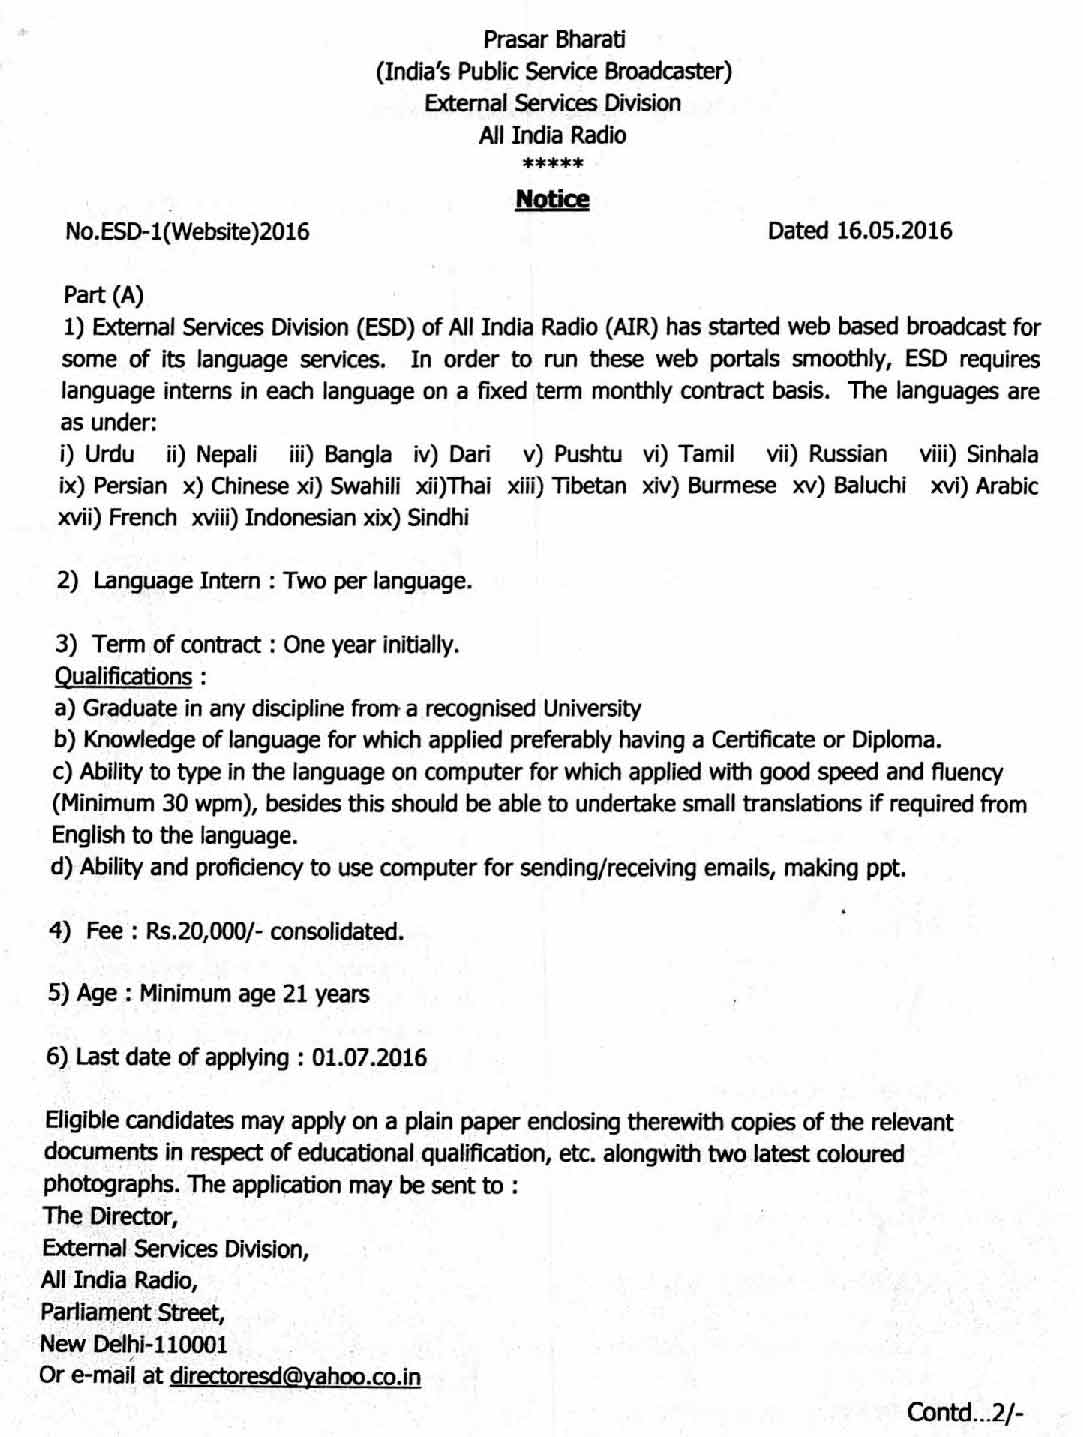 Prasar Bharati
(India's Public Service Broadcaster)
External Services Division
All India Radio
*****
Notice
No.ESD-1(Website)2016 Dated 16.05.2016
Part (A)
1) External Services Division (ESD) of All India Radio (AIR) has started web based broadcast for
some of its language services. In order to run these web portals smoothly, ESD requires
language interns in each language on a fixed term monthly contract basis. The languages are
as under:
i) Urdu ii) Nepali iii) Bangla iv) Dari v) Pushtu vi) Tamil vii) Russian viii) Sinhala
ix) Persian x) Chinese xi) Swahili xii)Thai xiii) Tibetan xiv) Burmese xv) Baluchi xvi) Arabic
xvii) French xviii) Indonesian xix) Sindhi
2) Language Intern : Two per language.
3) Term of contract : One year initially.
Qualifications :
a) Graduate in any discipline from a recognised University
b) Knowledge of language for which applied preferably having a Certificate or Diploma.
c) Ability to type in the language on computer for which applied with good speed and fluency
(Minimum 30 wpm), besides this should be able to undertake small translations if required from
English to the language.
d) Ability and proficiency to use computer for sending/receiving emails, making ppt.
4) Fee : Rs.20,000/- consolidated.
5) Age : Minimum age 21 years
6) Last date of applying : 01.07.2016
Eligible candidates may apply on a plain paper enclosing therewith copies of the relevant
documents in respect of educational qualification, etc. alongwith two latest coloured
photographs. The application may be sent to :
The Director,
External Services Division,
All India Radio,
Parliament Street,
New Delhi-110001
Or e-mail at directoresd@yahoo.co.in
Contd...2/-